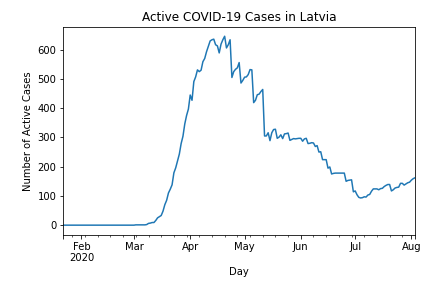 Active COVID-19 Cases in Latvia
Number of Active Cases
600
500
400
300
200
100
0
Feb Mar Apr May Jun Jul Aug
2020
Day